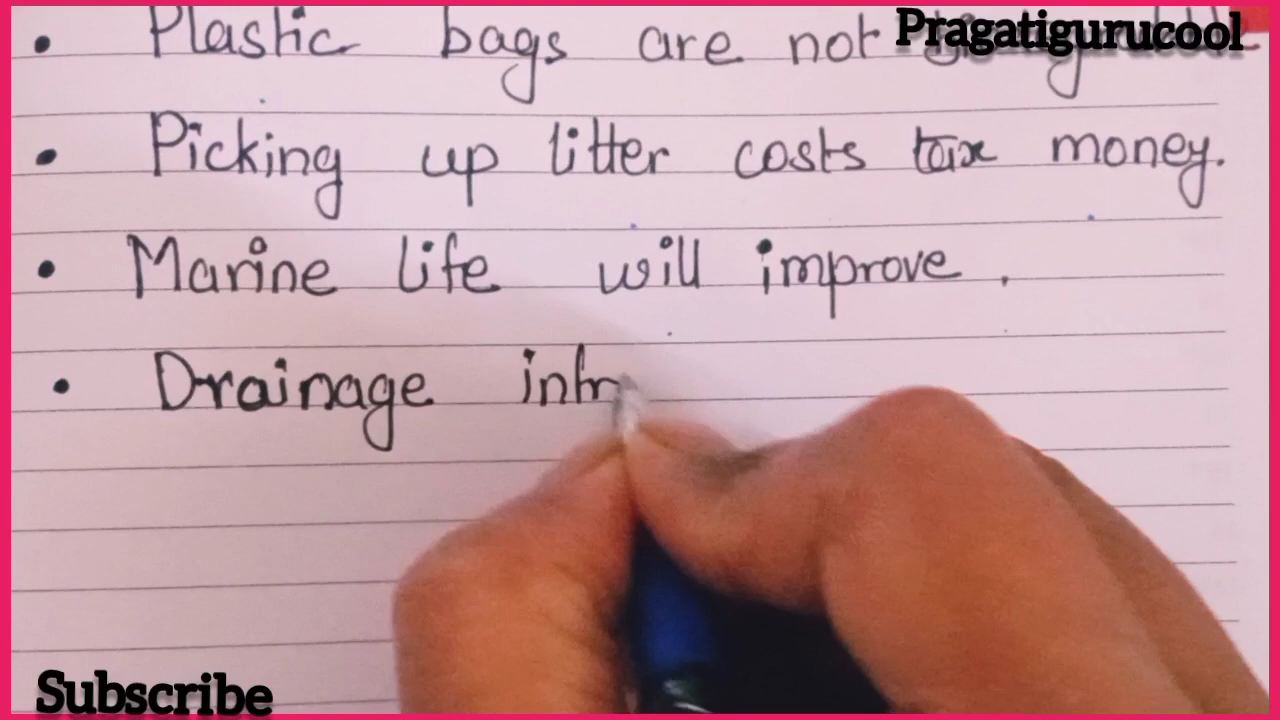 Pragatigurucool
• Plastic bags are not
• Picking up litter costs tax money.
• Marine life will improve.
• Drainage
Subscribe